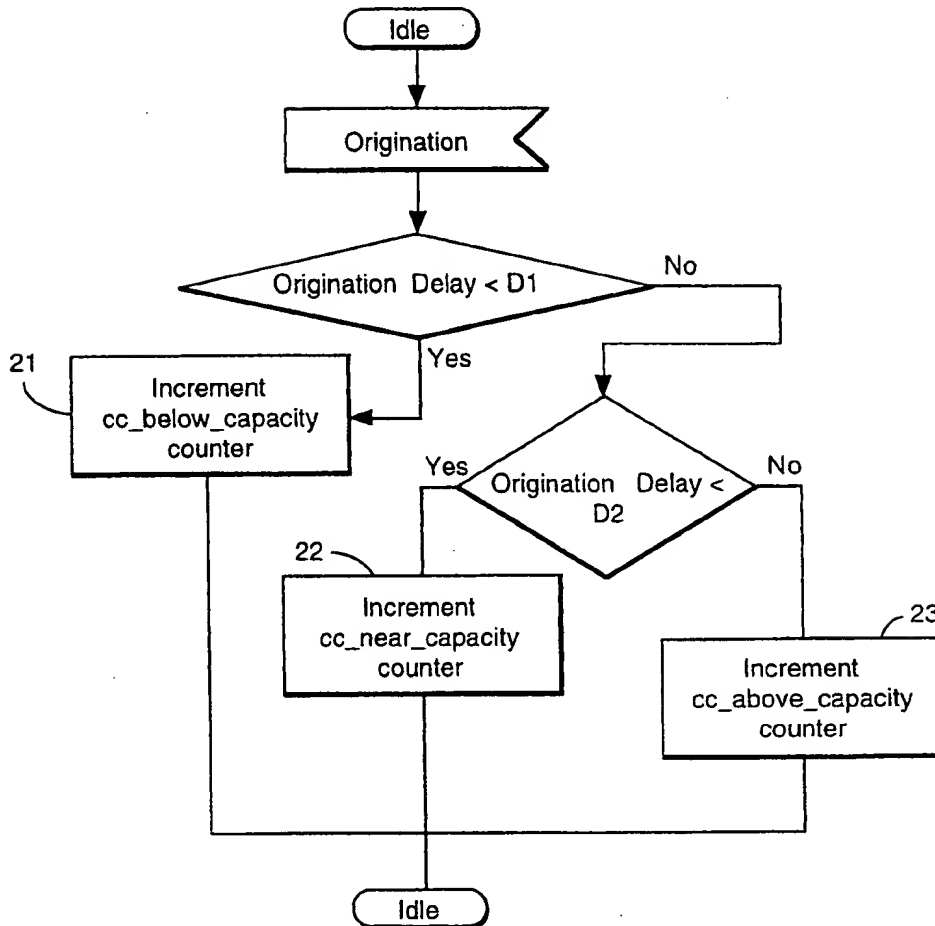 Idle
Origination
Origination Delay < D1
No
Yes
21
Increment
cc_below_capacity
counter
Yes
Origination Delay <
D2
No
22
Increment
cc_near_capacity
counter
23
Increment
cc_above_capacity
counter
Idle